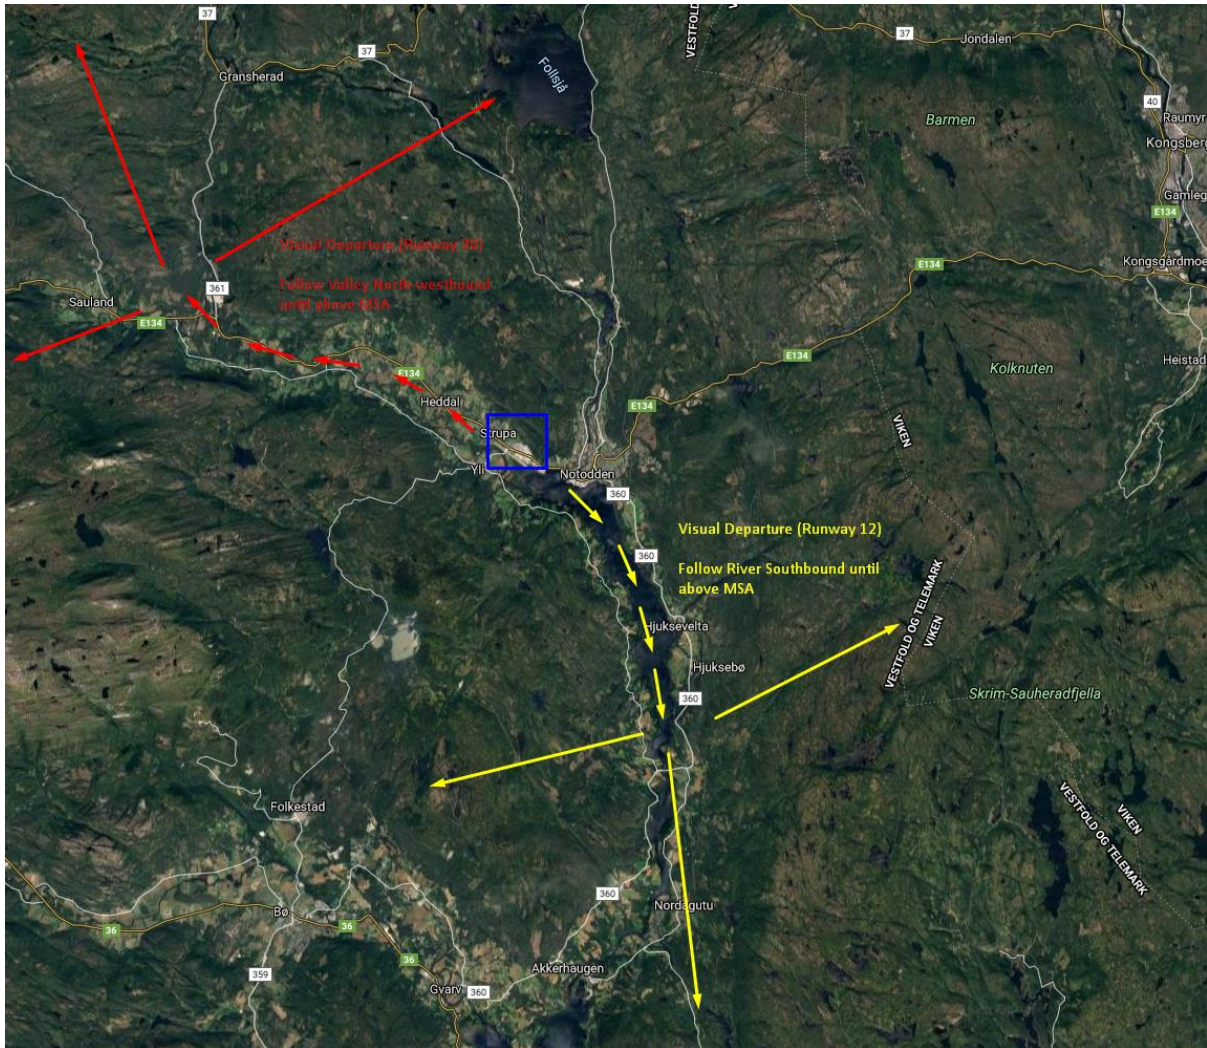 37
37
37
VESTFOLD
Jondalen
Gransherad
Follsjå
40
Barmen
Raumyr
Kongsberg
Gamleg
E134
Visual Departure (Runway 30)
E134
Kongsgårdmoe
Follow Valley North-westbound
until above MSA
361
Sauland
E134
E134
Heistad
Kolknuten
E134
Heddal
E134
Strupa
VIKEN
Yli
Notodden
360
Visual Departure (Runway 12)
360
Follow River Southbound until
above MSA
VESTFOLD OG TELEMARK
VIKEN
Hjuksevelta
Hjuksebø
360
Skrim-Sauheradfjella
Folkestad
VIKEN
VESTFOLD OG TELEMARK
360
Nordagutu
Bø
36
36
36
359
Akkerhaugen
Gvarv
360